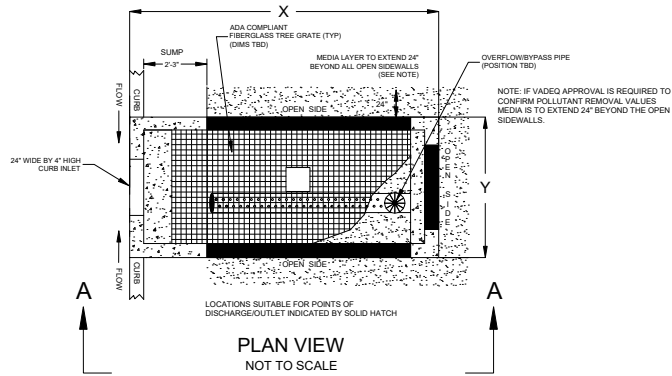 X
ADA COMPLIANT
FIBERGLASS TREE GRATE (TYP)
(DIMS TBD)
SUMP
2'-3"
MEDIA LAYER TO EXTEND 24"
BEYOND ALL OPEN SIDEWALLS
(SEE NOTE)
OVERFLOW/BYPASS PIPE
(POSITION TBD)
NOTE: IF VADEQ APPROVAL IS REQUIRED TO
CONFIRM POLLUTANT REMOVAL VALUES
MEDIA IS TO EXTEND 24" BEYOND THE OPEN
SIDEWALLS.
FLOW
CURB
OPEN SIDE
24"
24" WIDE BY 4" HIGH
CURB INLET
OPEN SIDE
Y
FLOW
CURB
OPEN SIDE
A
A
LOCATIONS SUITABLE FOR POINTS OF
DISCHARGE/OUTLET INDICATED BY SOLID HATCH
PLAN VIEW
NOT TO SCALE